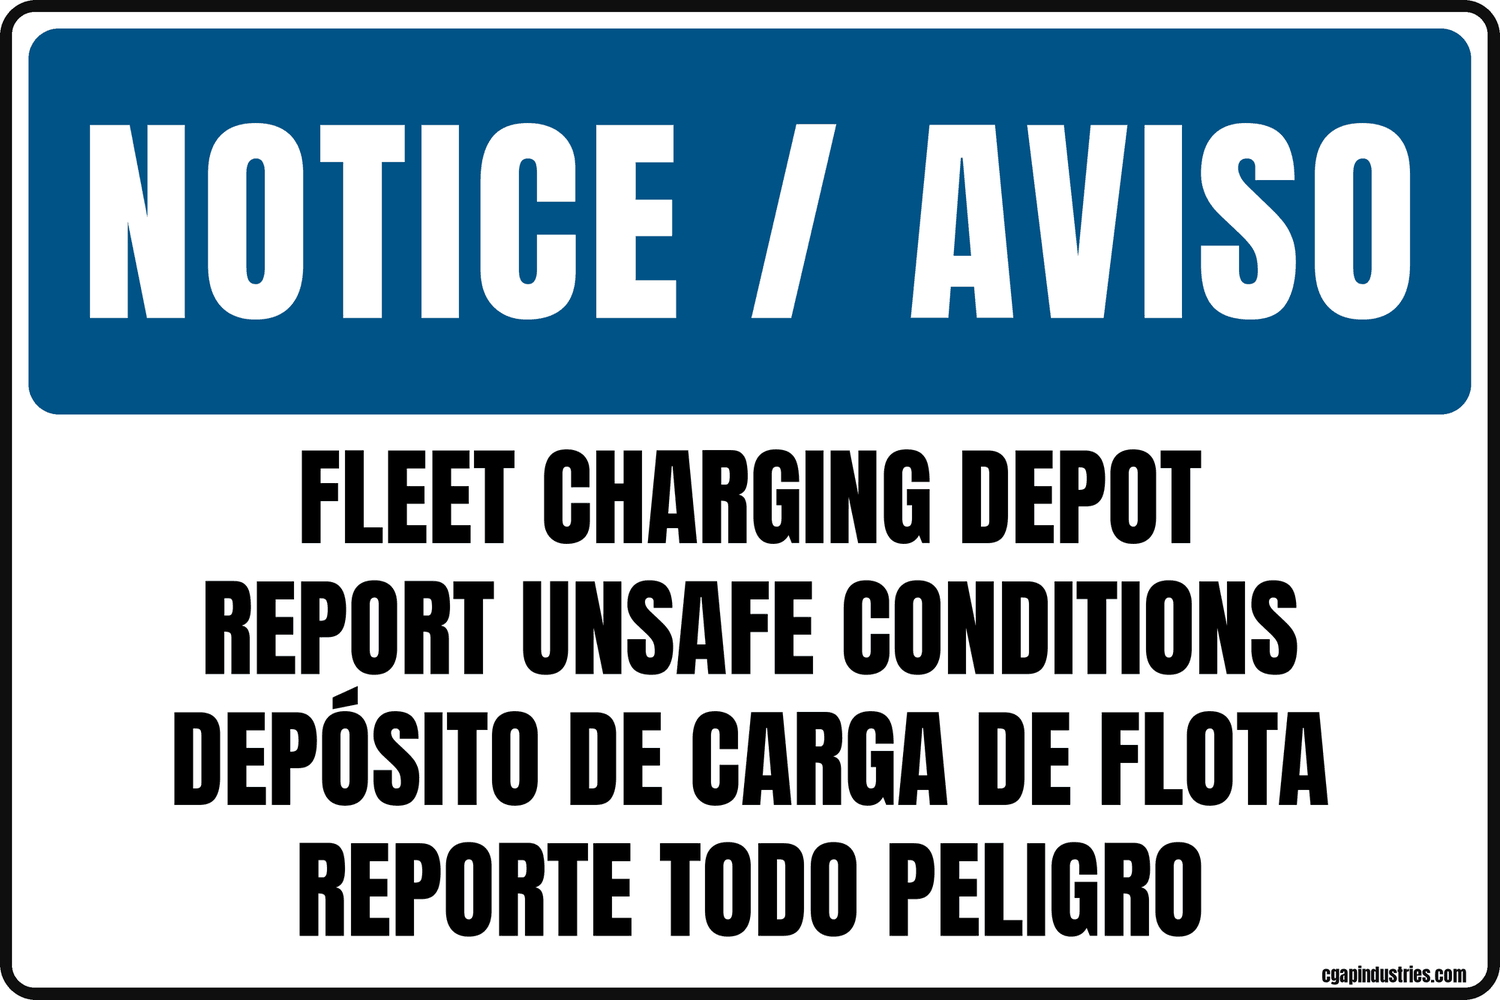 NOTICE / AVISO
FLEET CHARGING DEPOT
REPORT UNSAFE CONDITIONS
DEPÓSITO DE CARGA DE FLOTA
REPORTE TODO PELIGRO
cgapindustries.com